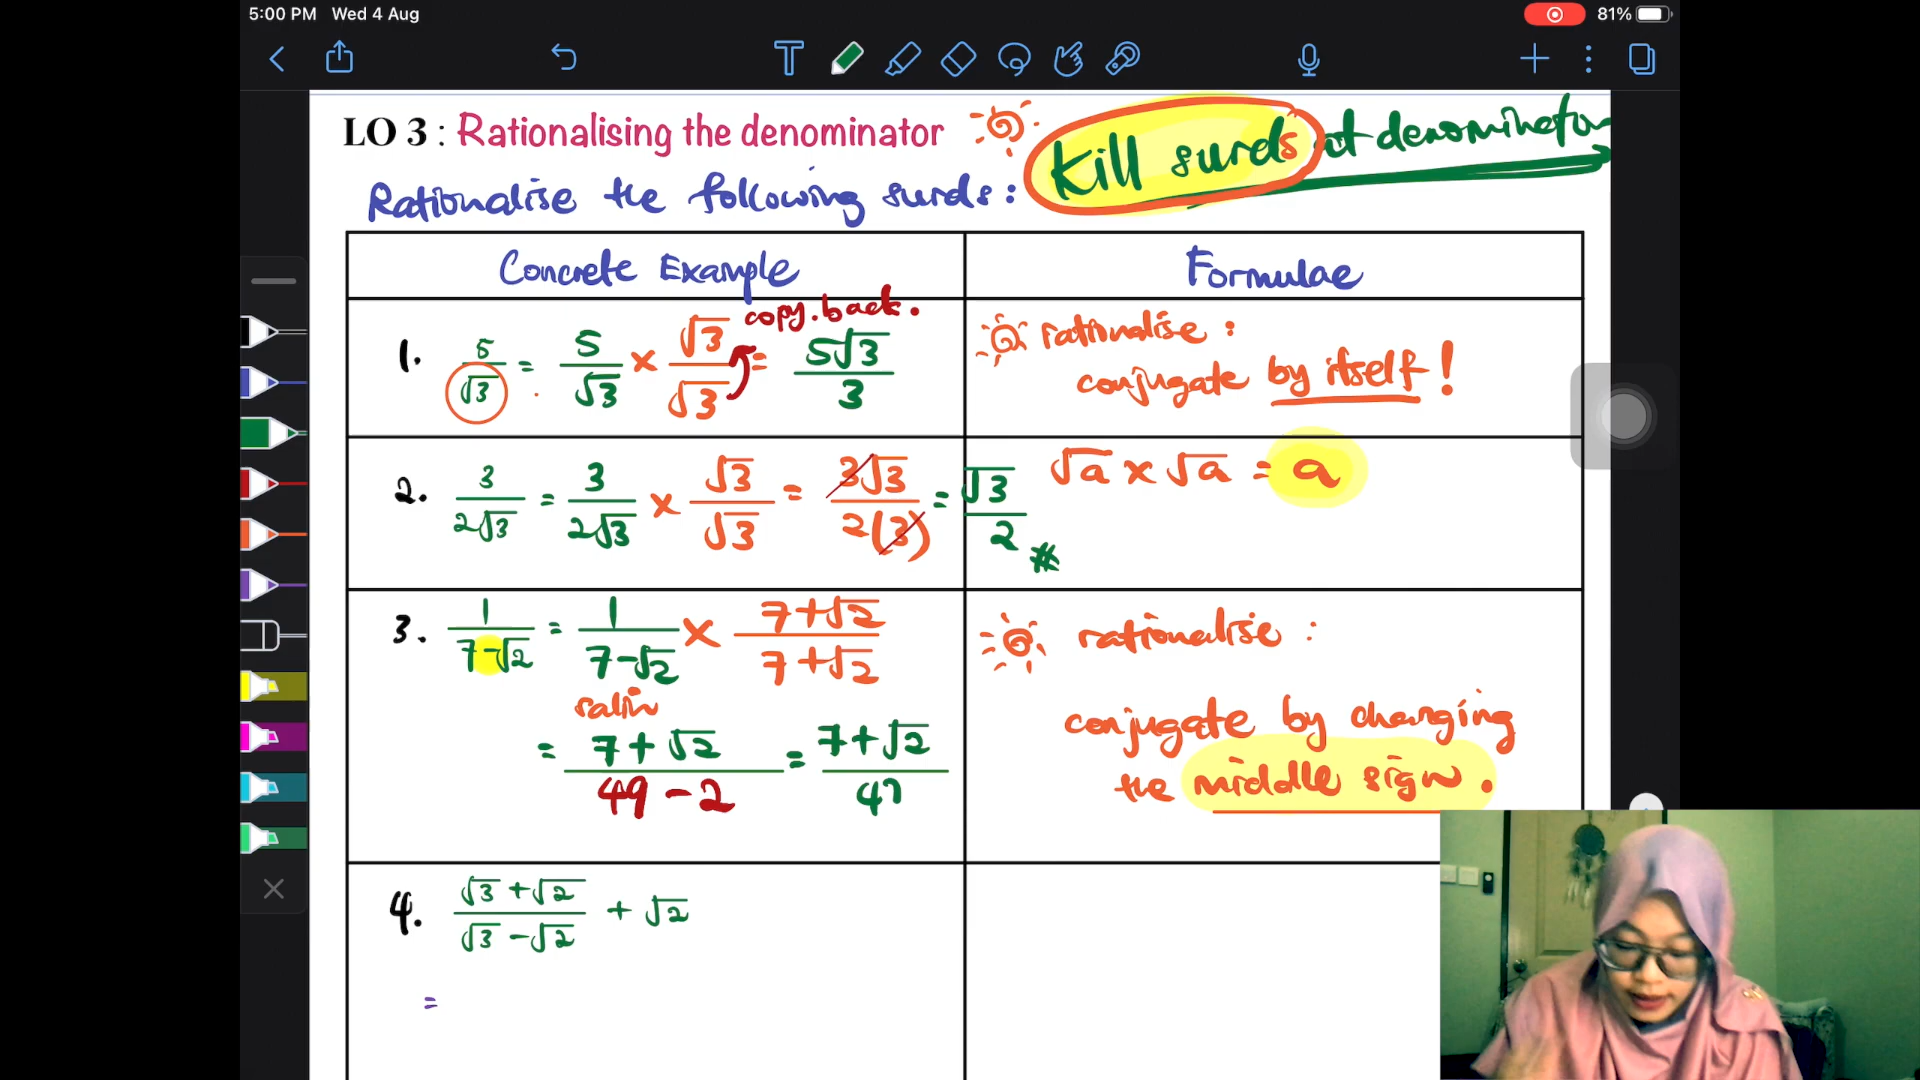 5:00 PM Wed 4 Aug 81%
LO 3 : Rationalising the denominator Kill surds at denominator
Rationalise the following surds :
Concrete Example Formulae
copy back.
1. 5/√3 = 5/√3 × √3/√3 = 5√3/3
rationalise :
conjugate by itself !
2. 3/2√3 = 3/2√3 × √3/√3 = 3√3/2(3) = √3/2 #
√a × √a = a
3. 1/7-√2 = 1/7-√2 × 7+√2/7+√2
salin
= 7+√2/49-2 = 7+√2/47
rationalise :
conjugate by changing
the middle sign .
4. √3+√2/√3-√2 + √2
=